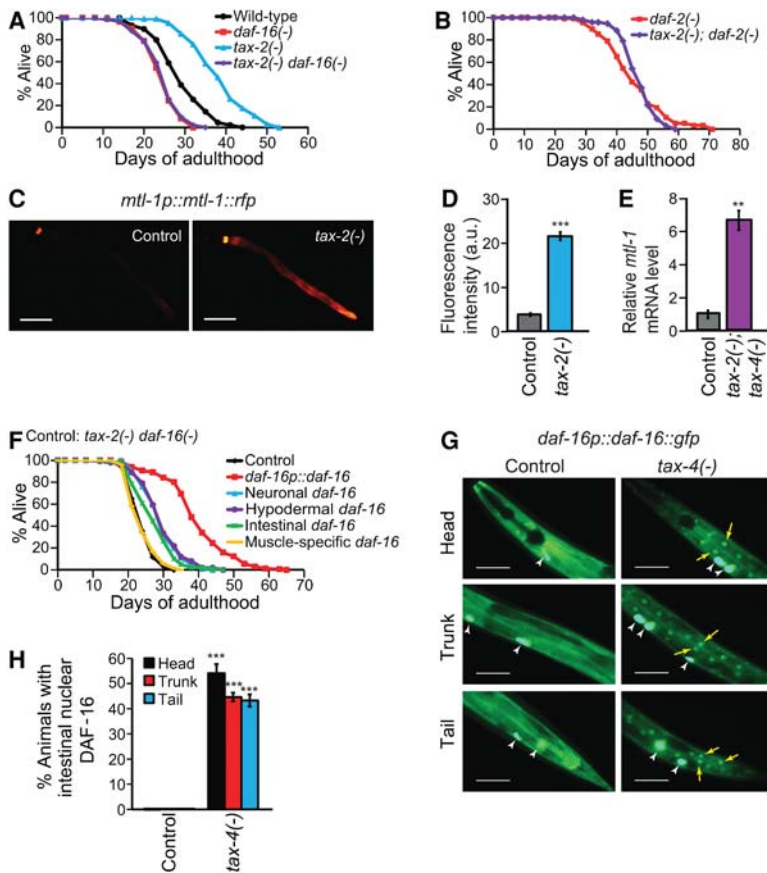 A
100
80
60
40
20
0
% Alive
0 10 20 30 40 50 60
Days of adulthood
Wild-type
daf-16(-)
tax-2(-)
tax-2(-) daf-16(-)
B
100
80
60
40
20
0
% Alive
0 10 20 30 40 50 60 70 80
Days of adulthood
daf-2(-)
tax-2(-); daf-2(-)
C
mtl-1p::mtl-1::rfp
Control
tax-2(-)
D
Fluorescence
intensity (a.u.)
30
20
10
0
***
Control
tax-2(-)
E
Relative mtl-1
mRNA level
8
6
4
2
0
**
Control
tax-2(-);
tax-4(-)
F
Control: tax-2(-) daf-16(-)
100
80
60
40
20
0
% Alive
0 10 20 30 40 50 60 70
Days of adulthood
Control
daf-16p::daf-16
Neuronal daf-16
Hypodermal daf-16
Intestinal daf-16
Muscle-specific daf-16
G
daf-16p::daf-16::gfp
Control
tax-4(-)
Head
Trunk
Tail
H
% Animals with
intestinal nuclear
DAF-16
60
50
40
30
20
10
0
Head
Trunk
Tail
***
***
***
Control
tax-4(-)